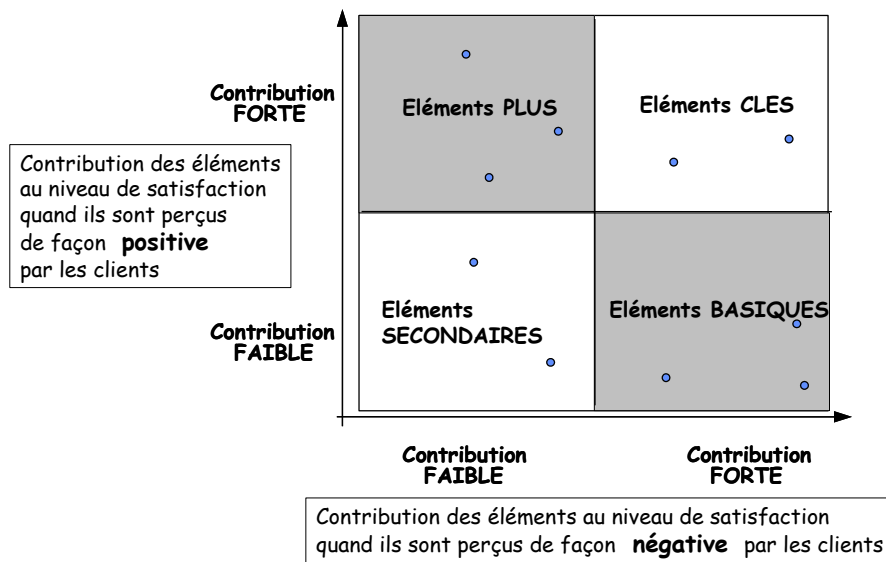 Contribution
FORTE
Eléments PLUS
Eléments CLES
Contribution des éléments
au niveau de satisfaction
quand ils sont perçus
de façon positive
par les clients
Contribution
FAIBLE
Eléments
SECONDAIRES
Eléments BASIQUES
Contribution
FAIBLE
Contribution
FORTE
Contribution des éléments au niveau de satisfaction
quand ils sont perçus de façon négative par les clients